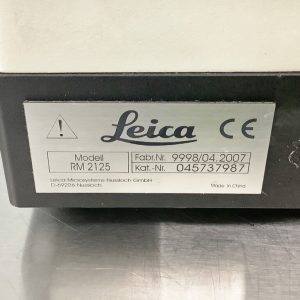 Leica CE
Modell
RM 2125
Fabr.Nr. 9998/04.2007
Kat.-Nr. 045737987
Leica Microsystems Nussloch GmbH
D-69226 Nussloch
Made in China